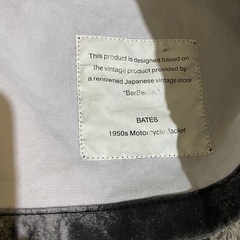 This product is designed based on
the vintage product provided by
a renowned Japanese vintage store
"BerBerJin."
BATES
1950s Motorcycle Jacket